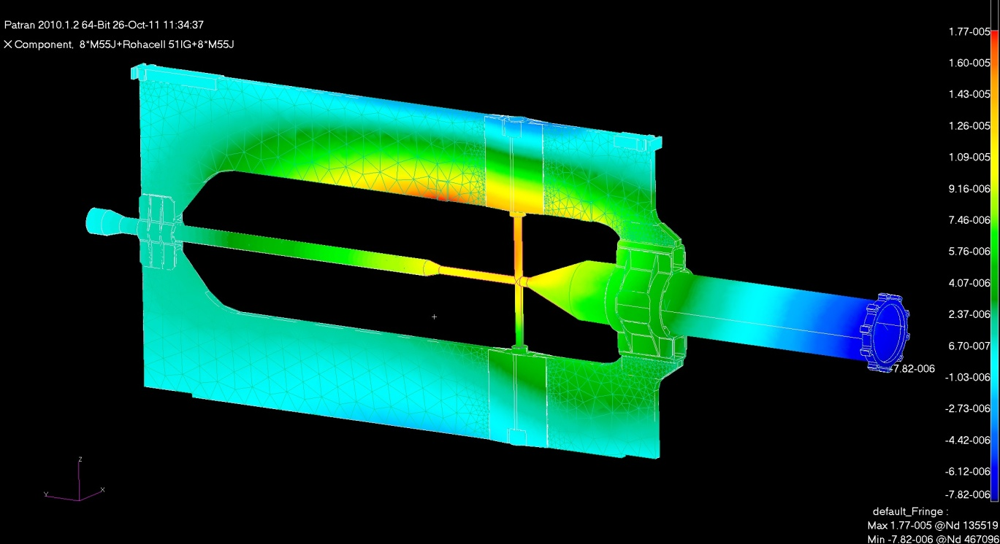 Patran 2010.1.2 64-Bit 26-Oct-11 11:34:37
X Component, 8*M55J+Rohacell 51IG+8*M55J
1.77-005
1.60-005
1.43-005
1.26-005
1.09-005
9.16-006
7.46-006
5.76-006
4.07-006
2.37-006
6.70-007
-1.03-006
-2.73-006
-4.42-006
-6.12-006
-7.82-006
-7.82-006
Z
Y
X
default_Fringe :
Max 1.77-005 @Nd 135519
Min -7.82-006 @Nd 467096